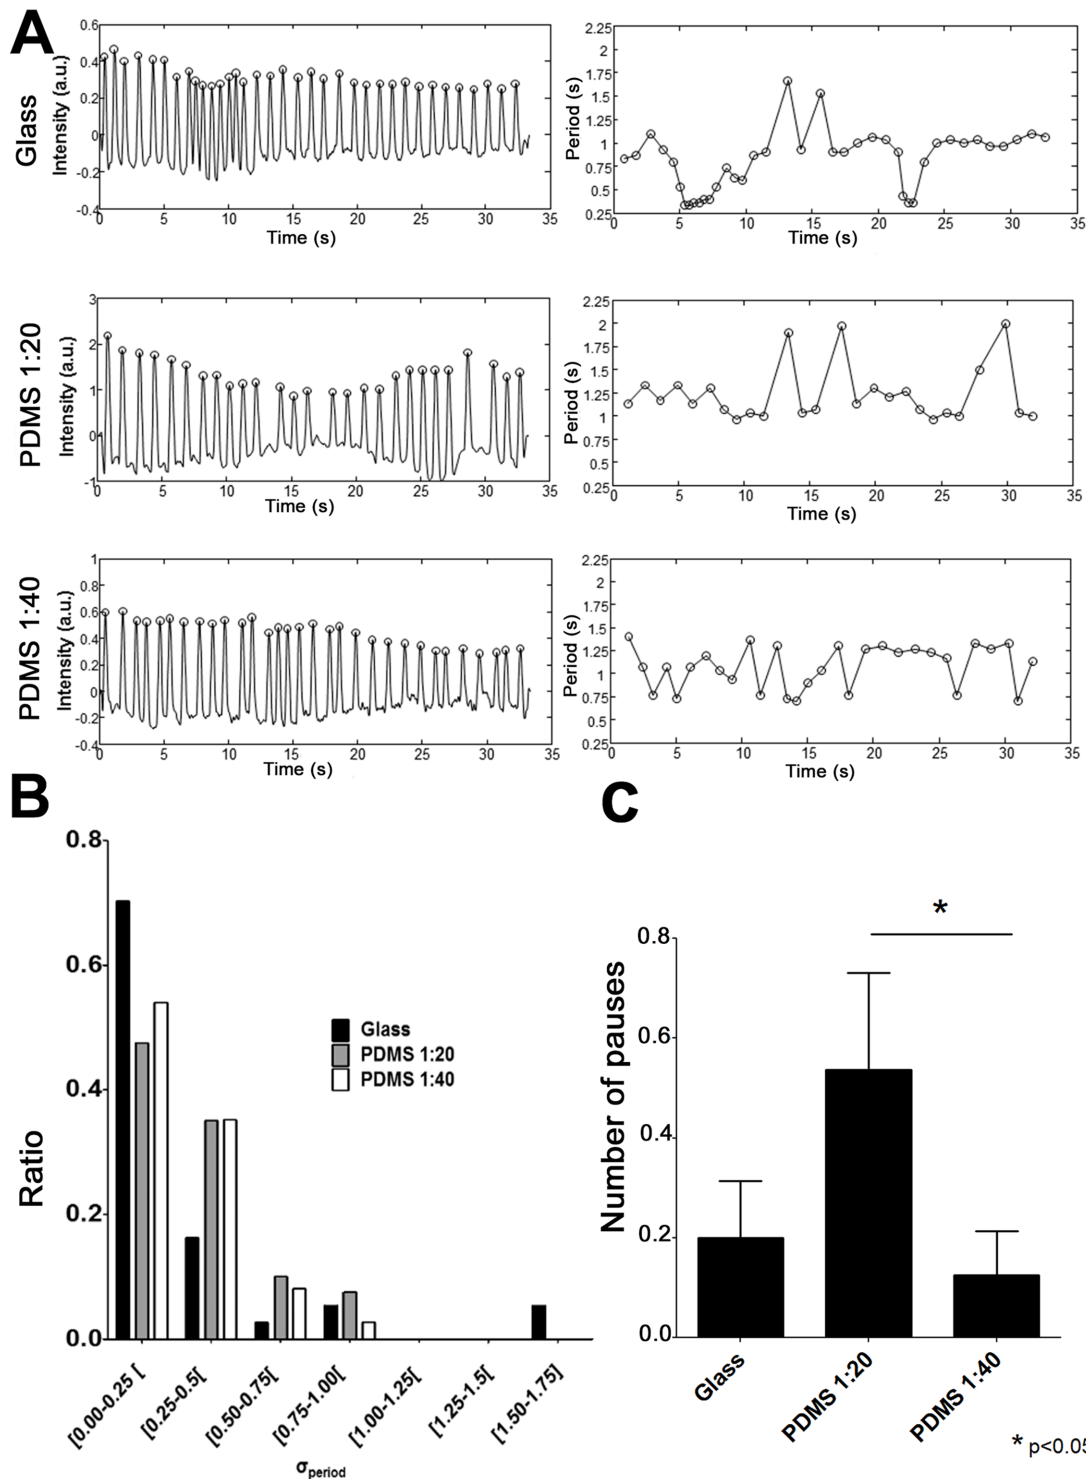 A
Glass
Intensity (a.u.)
0.6
0.4
0.2
0
-0.2
-0.4
0 5 10 15 20 25 30 35
Time (s)
Period (s)
2.25
2
1.75
1.5
1.25
1
0.75
0.5
0.25
0 5 10 15 20 25 30 35
Time (s)
PDMS 1:20
Intensity (a.u.)
3
2
1
0
-1
0 5 10 15 20 25 30 35
Time (s)
Period (s)
2.25
2
1.75
1.5
1.25
1
0.75
0.5
0.25
0 5 10 15 20 25 30 35
Time (s)
PDMS 1:40
Intensity (a.u.)
1
0.8
0.6
0.4
0.2
0
-0.2
-0.4
0 5 10 15 20 25 30 35
Time (s)
Period (s)
2.25
2
1.75
1.5
1.25
1
0.75
0.5
0.25
0 5 10 15 20 25 30 35
Time (s)
B
Ratio
0.8
0.6
0.4
0.2
0.0
Glass
PDMS 1:20
PDMS 1:40
[0.00-0.25 [
[0.25-0.5[
[0.50-0.75[
[0.75-1.00[
[1.00-1.25[
[1.25-1.5[
[1.50-1.75]
σperiod
C
Number of pauses
0.8
0.6
0.4
0.2
0.0
*
Glass
PDMS 1:20
PDMS 1:40
* p<0.05